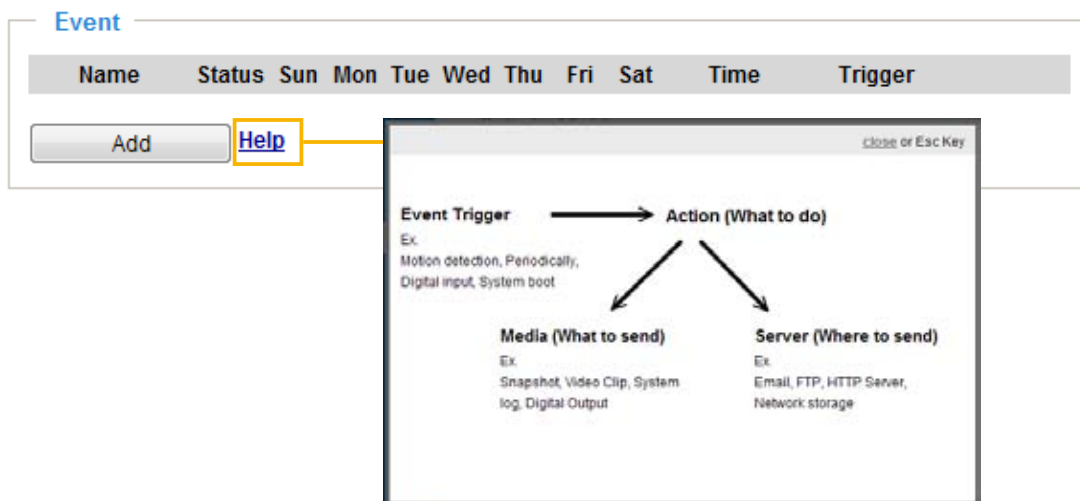 Event
Name Status Sun Mon Tue Wed Thu Fri Sat Time Trigger
Add Help
close or Esc Key
Event Trigger Action (What to do)
Ex.
Motion detection, Periodically,
Digital input, System boot
Media (What to send)
Ex.
Snapshot, Video Clip, System
log, Digital Output
Server (Where to send)
Ex.
Email, FTP, HTTP Server,
Network storage